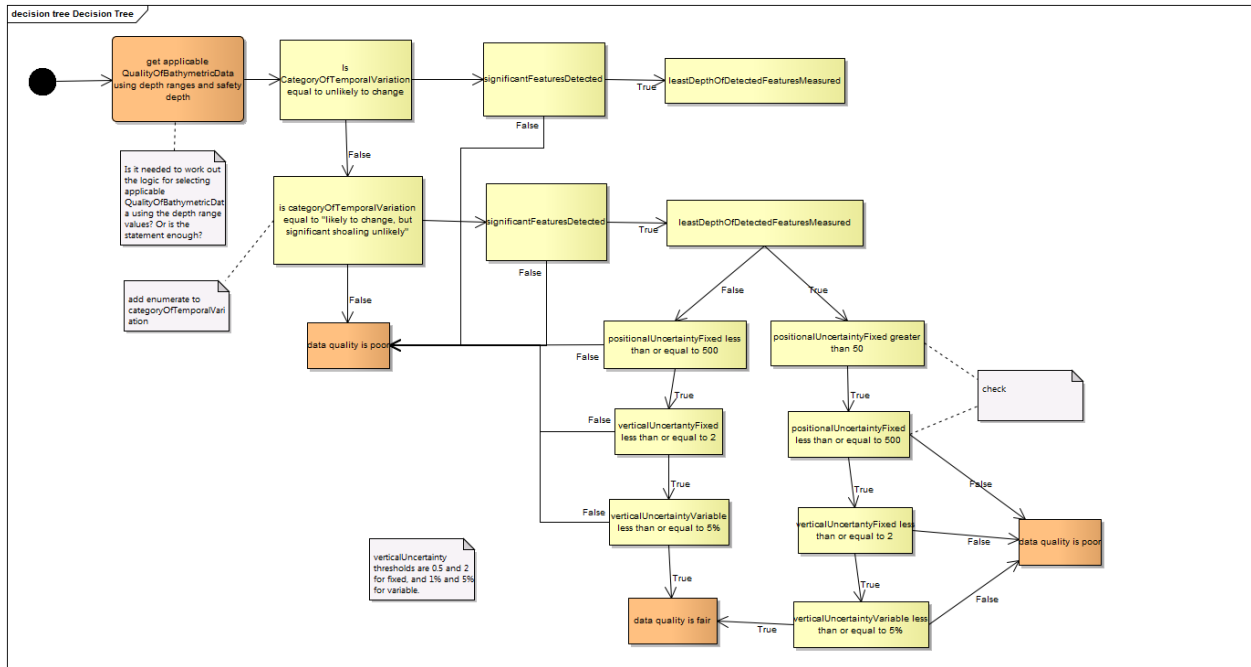 decision tree Decision Tree
get applicable
QualityOfBathymetricData
using depth ranges and safety
depth
Is
CategoryOfTemporalVariation
equal to unlikely to change
significantFeaturesDetected
True
leastDepthOfDetectedFeaturesMeasured
False
False
Is it needed to work out
the logic for selecting
applicable
QualityOfBathymetricDat
a using the depth range
values? Or is the
statement enough?
is categoryOfTemporalVariation
equal to "likely to change, but
significant shoaling unlikely"
significantFeaturesDetected
True
leastDepthOfDetectedFeaturesMeasured
False
False
False
True
add enumerate to
categoryOfTemporalVari
ation
data quality is poor
positionalUncertaintyFixed less
than or equal to 500
False
positionalUncertaintyFixed greater
than 50
check
True
True
verticalUncertantyFixed
less than or equal to 2
False
positionalUncertaintyFixed
less than or equal to 500
False
True
True
verticalUncertaintyVariable
less than or equal to 5%
False
verticalUncertantyFixed less
than or equal to 2
False
data quality is poor
verticalUncertainty
thresholds are 0.5 and 2
for fixed, and 1% and 5%
for variable.
True
True
data quality is fair
True
verticalUncertaintyVariable less
than or equal to 5%
False